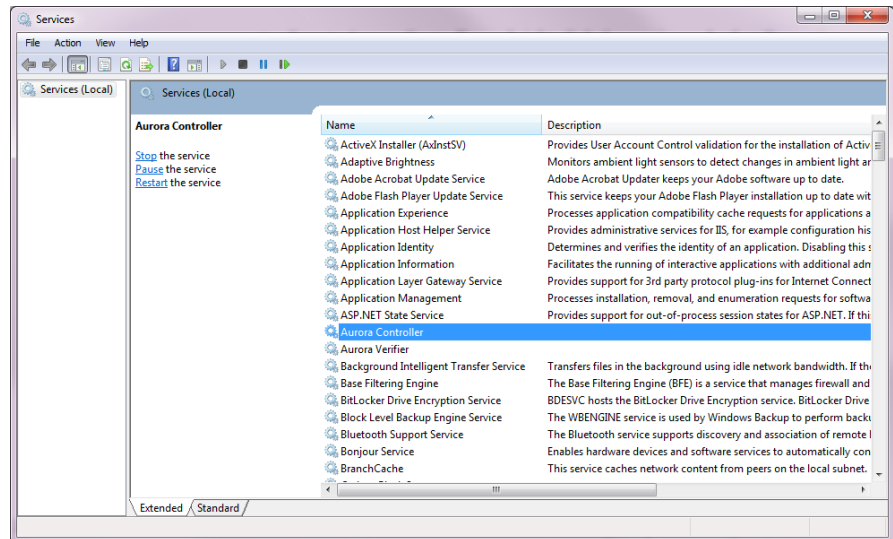 Services
File Action View Help
Services (Local)
Services (Local)
Aurora Controller
Stop the service
Pause the service
Restart the service
Name Description
ActiveX Installer (AxInstSV) Provides User Account Control validation for the installation of Activ
Adaptive Brightness Monitors ambient light sensors to detect changes in ambient light ar
Adobe Acrobat Update Service Adobe Acrobat Updater keeps your Adobe software up to date.
Adobe Flash Player Update Service This service keeps your Adobe Flash Player installation up to date wit
Application Experience Processes application compatibility cache requests for applications a
Application Host Helper Service Provides administrative services for IIS, for example configuration his
Application Identity Determines and verifies the identity of an application. Disabling this s
Application Information Facilitates the running of interactive applications with additional adm
Application Layer Gateway Service Provides support for 3rd party protocol plug-ins for Internet Connect
Application Management Processes installation, removal, and enumeration requests for softwa
ASP.NET State Service Provides support for out-of-process session states for ASP.NET. If thi
Aurora Controller
Aurora Verifier
Background Intelligent Transfer Service Transfers files in the background using idle network bandwidth. If the
Base Filtering Engine The Base Filtering Engine (BFE) is a service that manages firewall and
BitLocker Drive Encryption Service BDESVC hosts the BitLocker Drive Encryption service. BitLocker Drive
Block Level Backup Engine Service The WBENGINE service is used by Windows Backup to perform backu
Bluetooth Support Service The Bluetooth service supports discovery and association of remote
Bonjour Service Enables hardware devices and software services to automatically con
BranchCache This service caches network content from peers on the local subnet.
Extended Standard